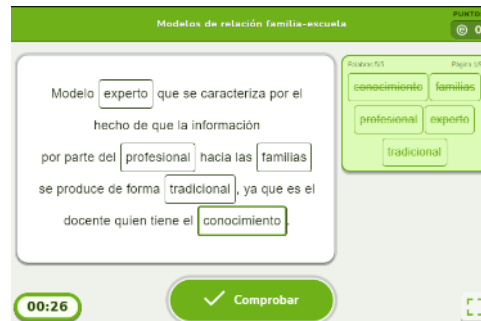 Modelos de relación familia-escuela
PUNTO
0
Modelo experto que se caracteriza por el
hecho de que la información
por parte del profesional hacia las familias
se produce de forma tradicional, ya que es el
docente quien tiene el conocimiento.
Palabras 5/5 Página 1/
conocimiento familias
profesional experto
tradicional
00:26
Comprobar